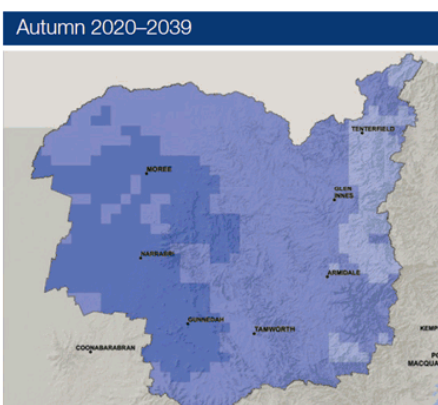 Autumn 2020–2039
TENTERFIELD
MOREE
GLEN
INNES
NARRABRI
ARMIDALE
GUNNEDAH
TAMWORTH
KEMP
COONABARABRAN
PO
MACQUA